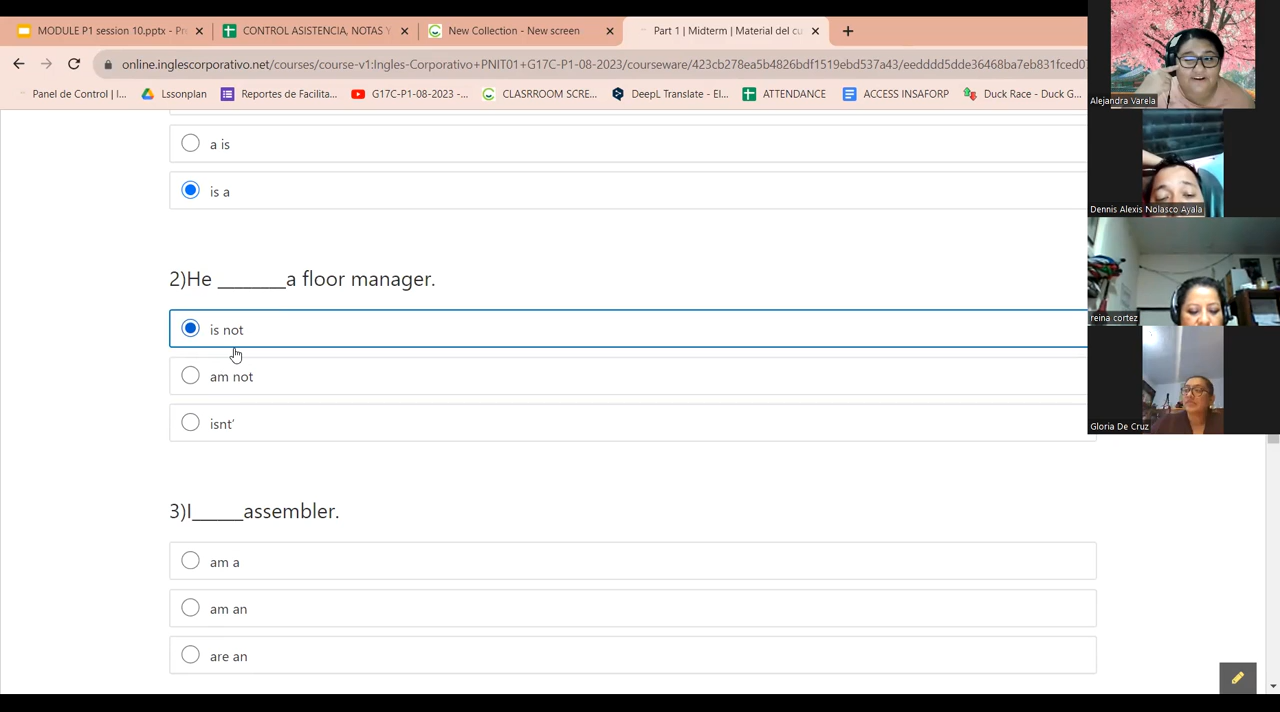 MODULE P1 session 10.pptx - Pr
CONTROL ASISTENCIA, NOTAS Y
New Collection - New screen
Part 1 | Midterm | Material del cu
online.inglescorporativo.net/courses/course-v1:Ingles-Corporativo+PNIT01+G17C-P1-08-2023/courseware/423cb278ea5b4826bdf1519ebd537a43/eedddd5dde36468ba7eb831fced07
Panel de Control | I...
Lssonplan
Reportes de Facilita...
G17C-P1-08-2023 -...
CLASRROOM SCRE...
DeepL Translate - El...
ATTENDANCE
ACCESS INSAFORP
Duck Race - Duck G...
Alejandra Varela
Dennis Alexis Nolasco Ayala
reina cortez
Gloria De Cruz
a is
is a
2)He _______a floor manager.
is not
am not
isnt’
3)I_____assembler.
am a
am an
are an